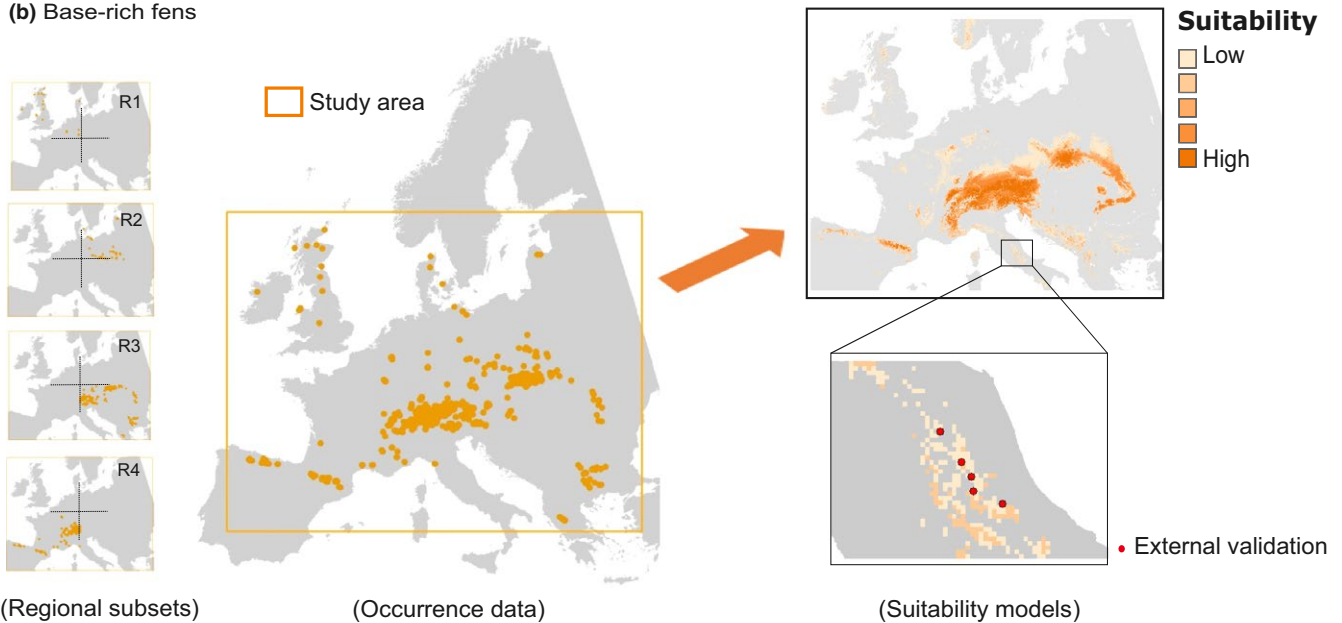 (b) Base-rich fens
R1
R2
R3
R4
Study area
Suitability
Low
High
External validation
(Regional subsets)
(Occurrence data)
(Suitability models)